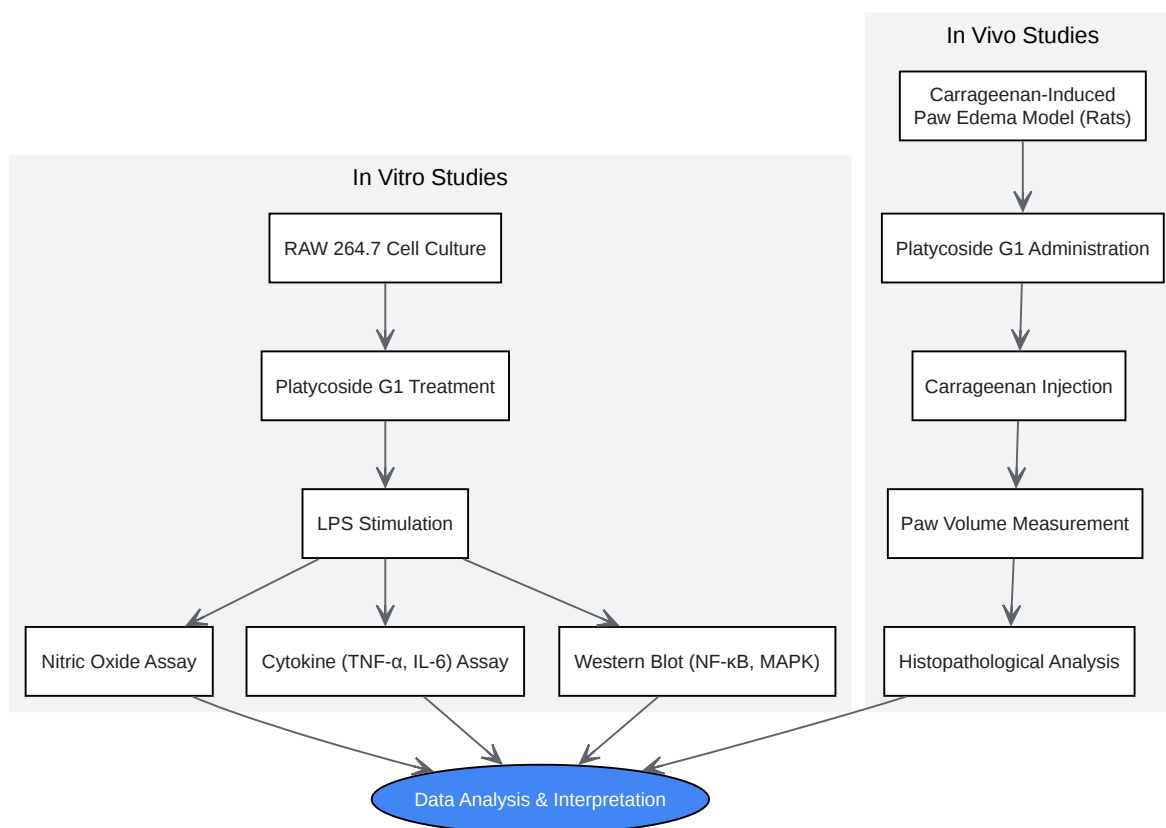 In Vivo Studies
Carrageenan-Induced
Paw Edema Model (Rats)
Platycoside G1 Administration
Carrageenan Injection
Paw Volume Measurement
Histopathological Analysis
In Vitro Studies
RAW 264.7 Cell Culture
Platycoside G1 Treatment
LPS Stimulation
Nitric Oxide Assay
Cytokine (TNF-α, IL-6) Assay
Western Blot (NF-κB, MAPK)
Data Analysis & Interpretation